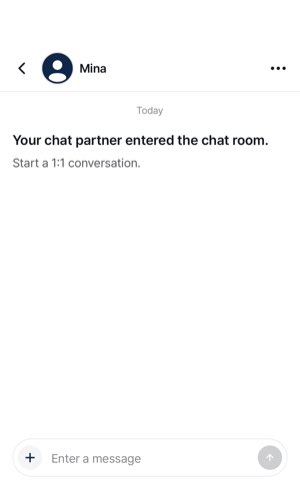 Mina
Today
Your chat partner entered the chat room.
Start a 1:1 conversation.
Enter a message